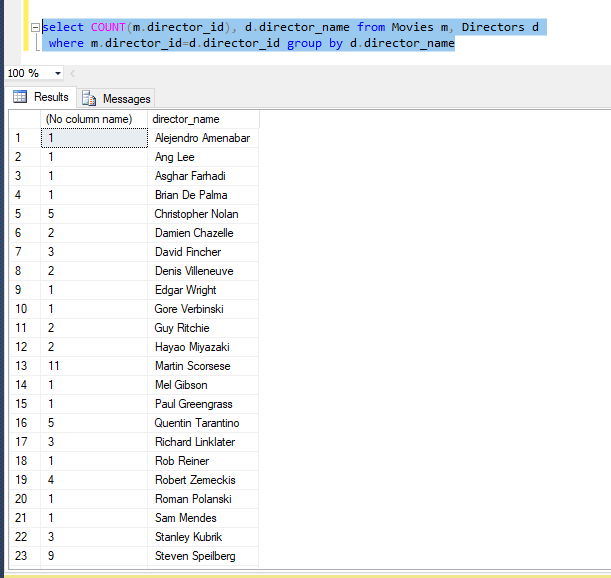 select COUNT(m.director_id), d.director_name from Movies m, Directors d
where m.director_id=d.director_id group by d.director_name
100 %
Results Messages
(No column name) director_name
1 1 Alejandro Amenabar
2 1 Ang Lee
3 1 Asghar Farhadi
4 1 Brian De Palma
5 5 Christopher Nolan
6 2 Damien Chazelle
7 3 David Fincher
8 2 Denis Villeneuve
9 1 Edgar Wright
10 1 Gore Verbinski
11 2 Guy Ritchie
12 2 Hayao Miyazaki
13 11 Martin Scorsese
14 1 Mel Gibson
15 1 Paul Greengrass
16 5 Quentin Tarantino
17 3 Richard Linklater
18 1 Rob Reiner
19 4 Robert Zemeckis
20 1 Roman Polanski
21 1 Sam Mendes
22 3 Stanley Kubrik
23 9 Steven Speilberg